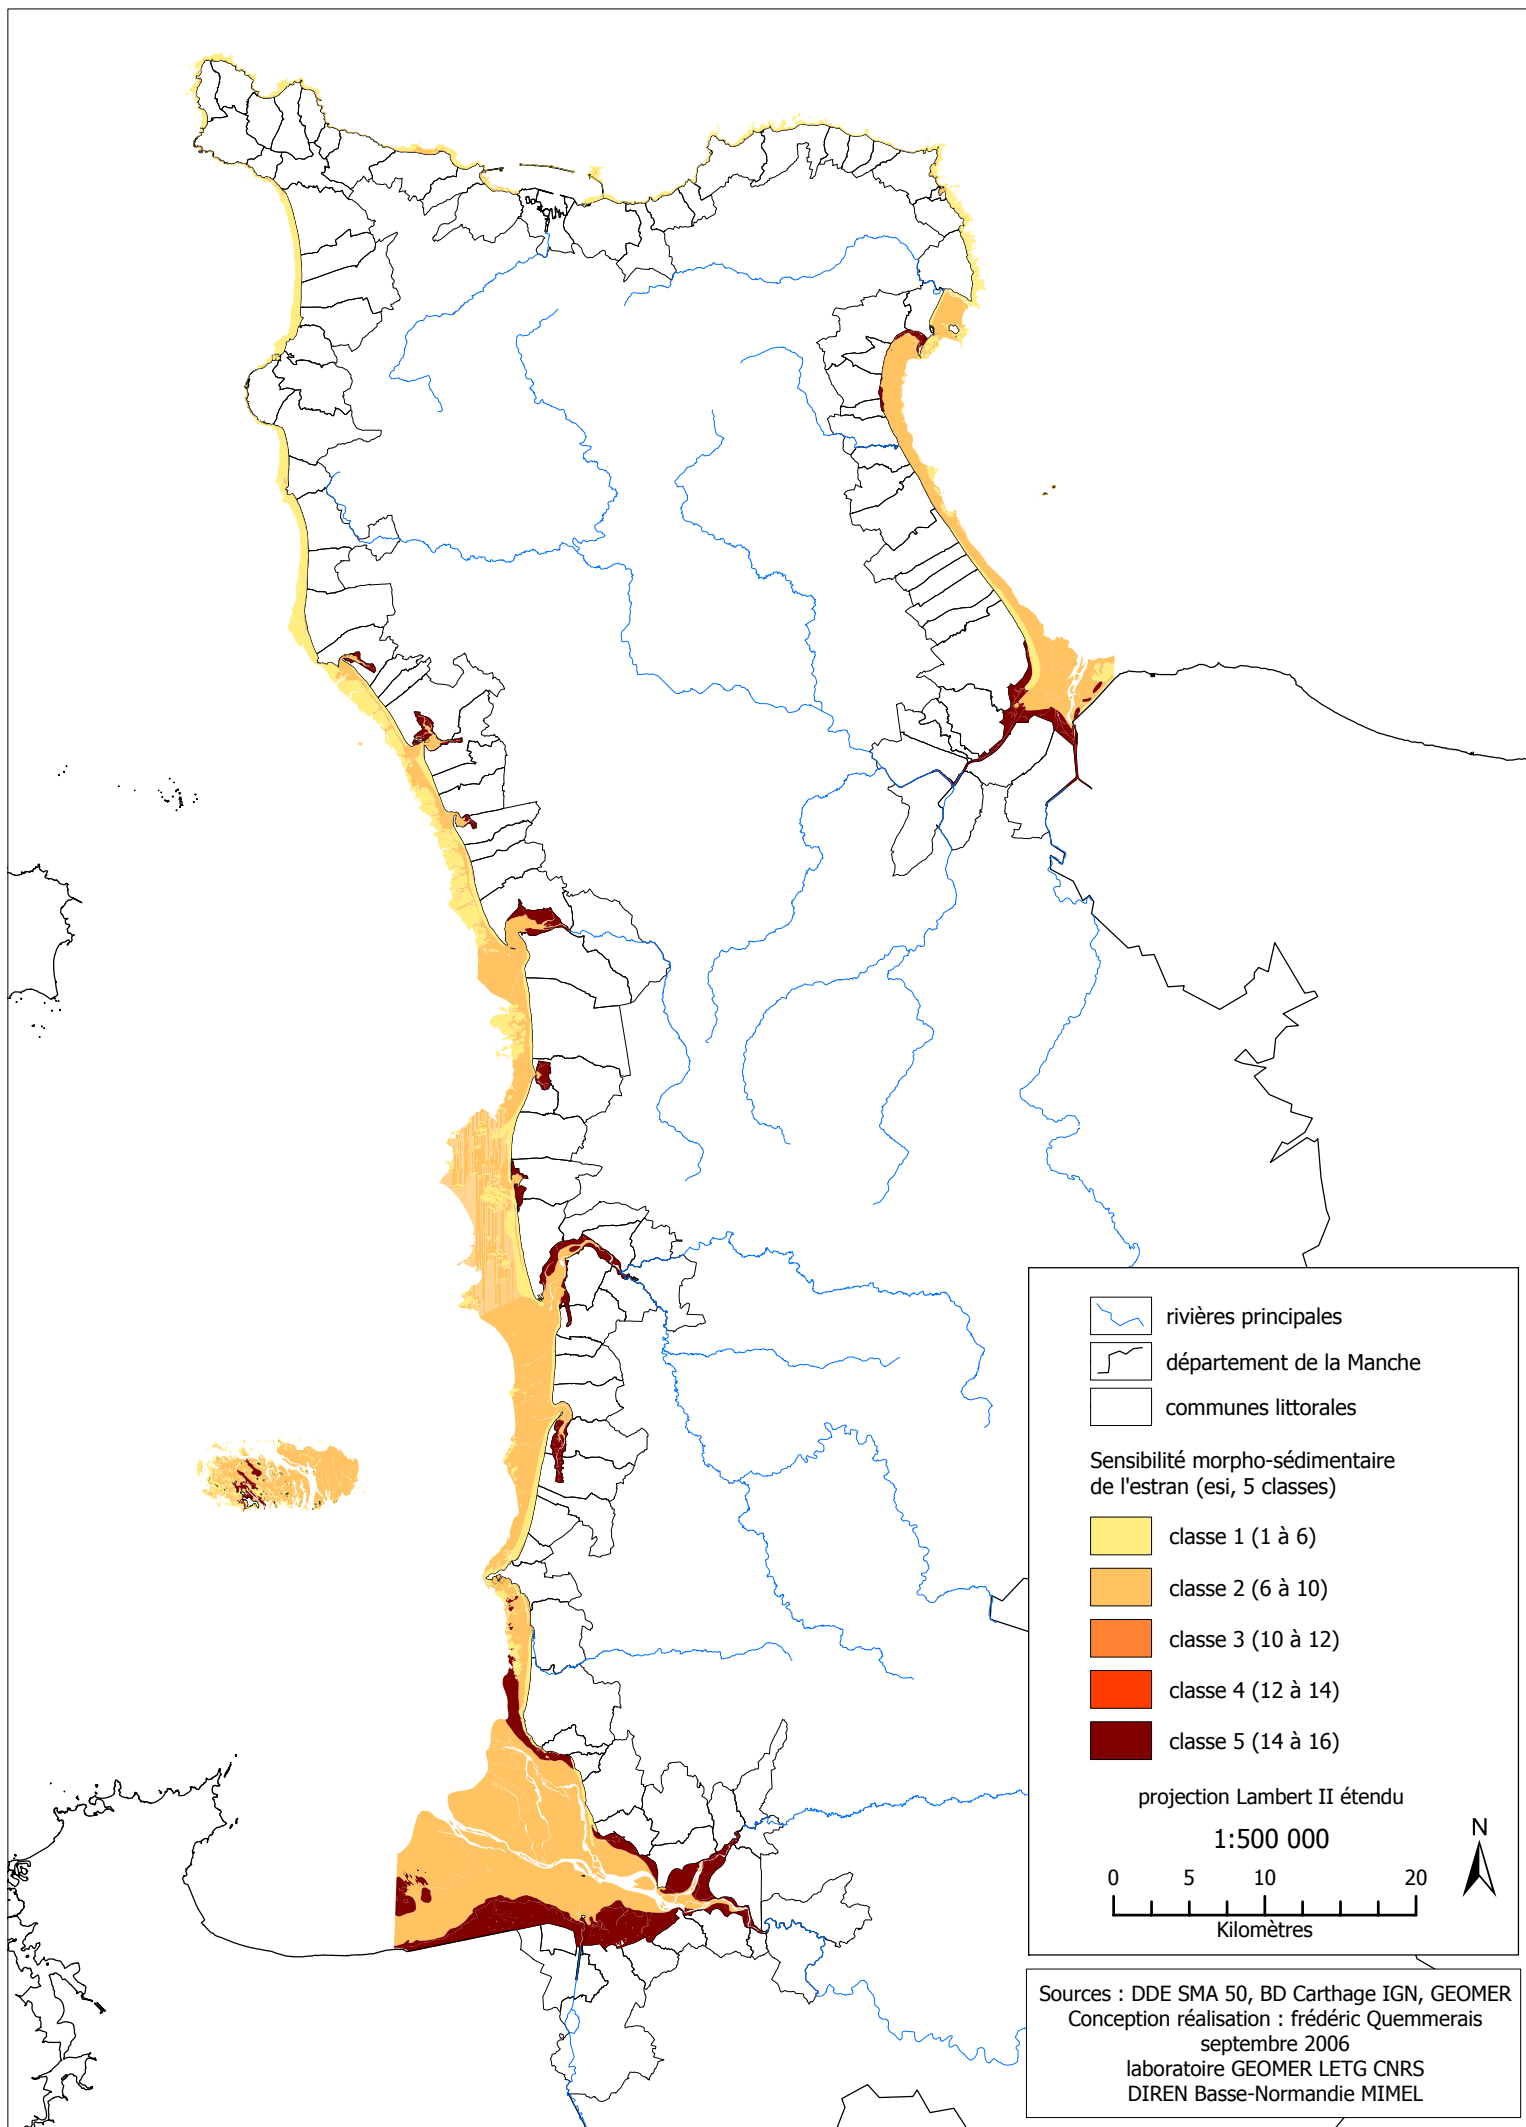 rivières principales
département de la Manche
communes littorales
Sensibilité morpho-sédimentaire
de l'estran (esi, 5 classes)
classe 1 (1 à 6)
classe 2 (6 à 10)
classe 3 (10 à 12)
classe 4 (12 à 14)
classe 5 (14 à 16)
projection Lambert II étendu
1:500 000
N
0 5 10 20
Kilomètres
Sources : DDE SMA 50, BD Carthage IGN, GEOMER
Conception réalisation : frédéric Quemmerais
septembre 2006
laboratoire GEOMER LETG CNRS
DIREN Basse-Normandie MIMEL